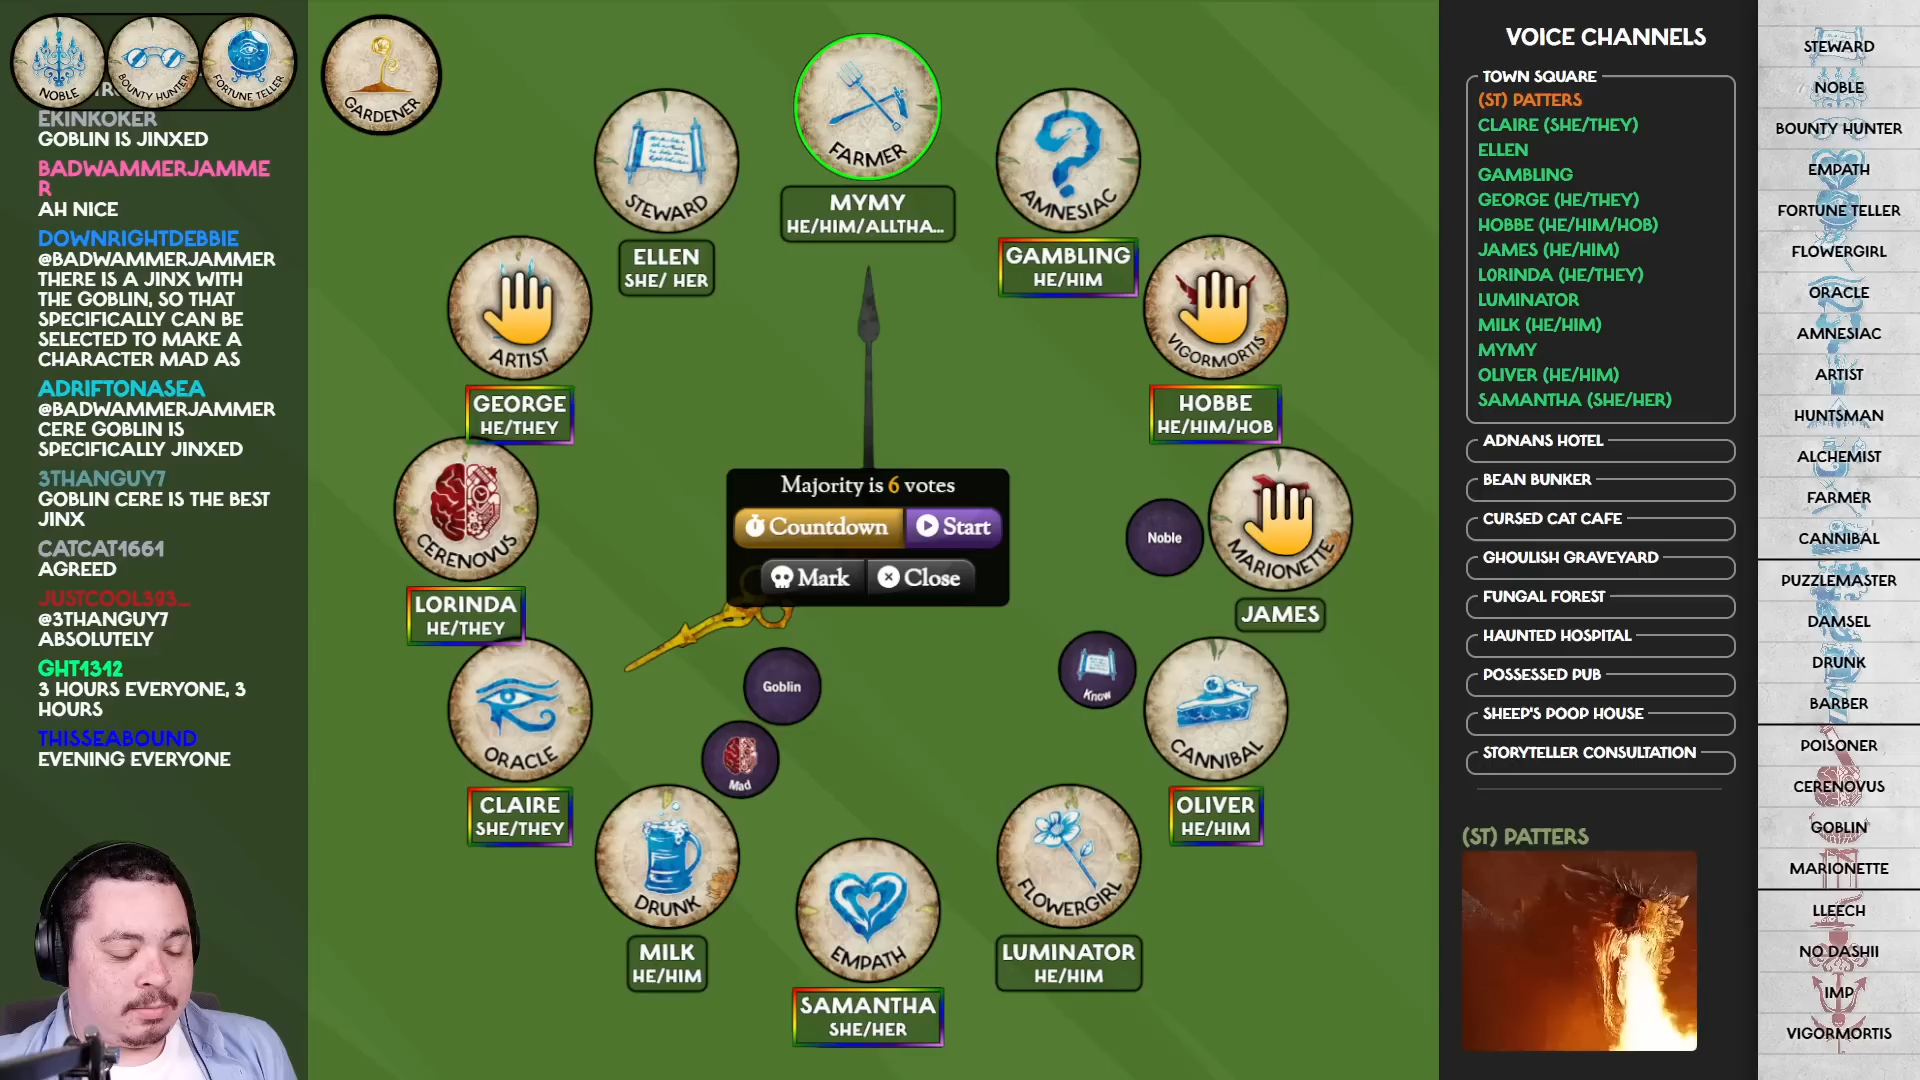 NOBLE
BOUNTY HUNTER
FORTUNE TELLER
EKINKOKER
GOBLIN IS JINXED
BADWAMMERJAMME
R
AH NICE
DOWNRIGHTDEBBIE
@BADWAMMERJAMMER
THERE IS A JINX WITH
THE GOBLIN, SO THAT
SPECIFICALLY CAN BE
SELECTED TO MAKE A
CHARACTER MAD AS
ADRIFTONASEA
@BADWAMMERJAMMER
CERE GOBLIN IS
SPECIFICALLY JINXED
3THANGUY7
GOBLIN CERE IS THE BEST
JINX
CATCAT1661
AGREED
JUSTCOOL393_
@3THANGUY7
ABSOLUTELY
GHT1312
3 HOURS EVERYONE, 3
HOURS
THISSEABOUND
EVENING EVERYONE
GARDENER
FARMER
MYMY
HE/HIM/ALLTHA...
STEWARD
ELLEN
SHE/ HER
AMNESIAC
GAMBLING
HE/HIM
ARTIST
GEORGE
HE/THEY
VIGORMORTIS
HOBBE
HE/HIM/HOB
CERENOVUS
LORINDA
HE/THEY
Majority is 6 votes
Countdown
Start
Mark
Close
Noble
MARIONETTE
JAMES
ORACLE
CLAIRE
SHE/THEY
Goblin
Mad
Know
CANNIBAL
OLIVER
HE/HIM
DRUNK
MILK
HE/HIM
EMPATH
SAMANTHA
SHE/HER
FLOWERGIRL
LUMINATOR
HE/HIM
VOICE CHANNELS
TOWN SQUARE
(ST) PATTERS
CLAIRE (SHE/THEY)
ELLEN
GAMBLING
GEORGE (HE/THEY)
HOBBE (HE/HIM/HOB)
JAMES (HE/HIM)
L0RINDA (HE/THEY)
LUMINATOR
MILK (HE/HIM)
MYMY
OLIVER (HE/HIM)
SAMANTHA (SHE/HER)
ADNANS HOTEL
BEAN BUNKER
CURSED CAT CAFE
GHOULISH GRAVEYARD
FUNGAL FOREST
HAUNTED HOSPITAL
POSSESSED PUB
SHEEP'S POOP HOUSE
STORYTELLER CONSULTATION
(ST) PATTERS
STEWARD
NOBLE
BOUNTY HUNTER
EMPATH
FORTUNE TELLER
FLOWERGIRL
ORACLE
AMNESIAC
ARTIST
HUNTSMAN
ALCHEMIST
FARMER
CANNIBAL
PUZZLEMASTER
DAMSEL
DRUNK
BARBER
POISONER
CERENOVUS
GOBLIN
MARIONETTE
LLEECH
NO DASHII
IMP
VIGORMORTIS